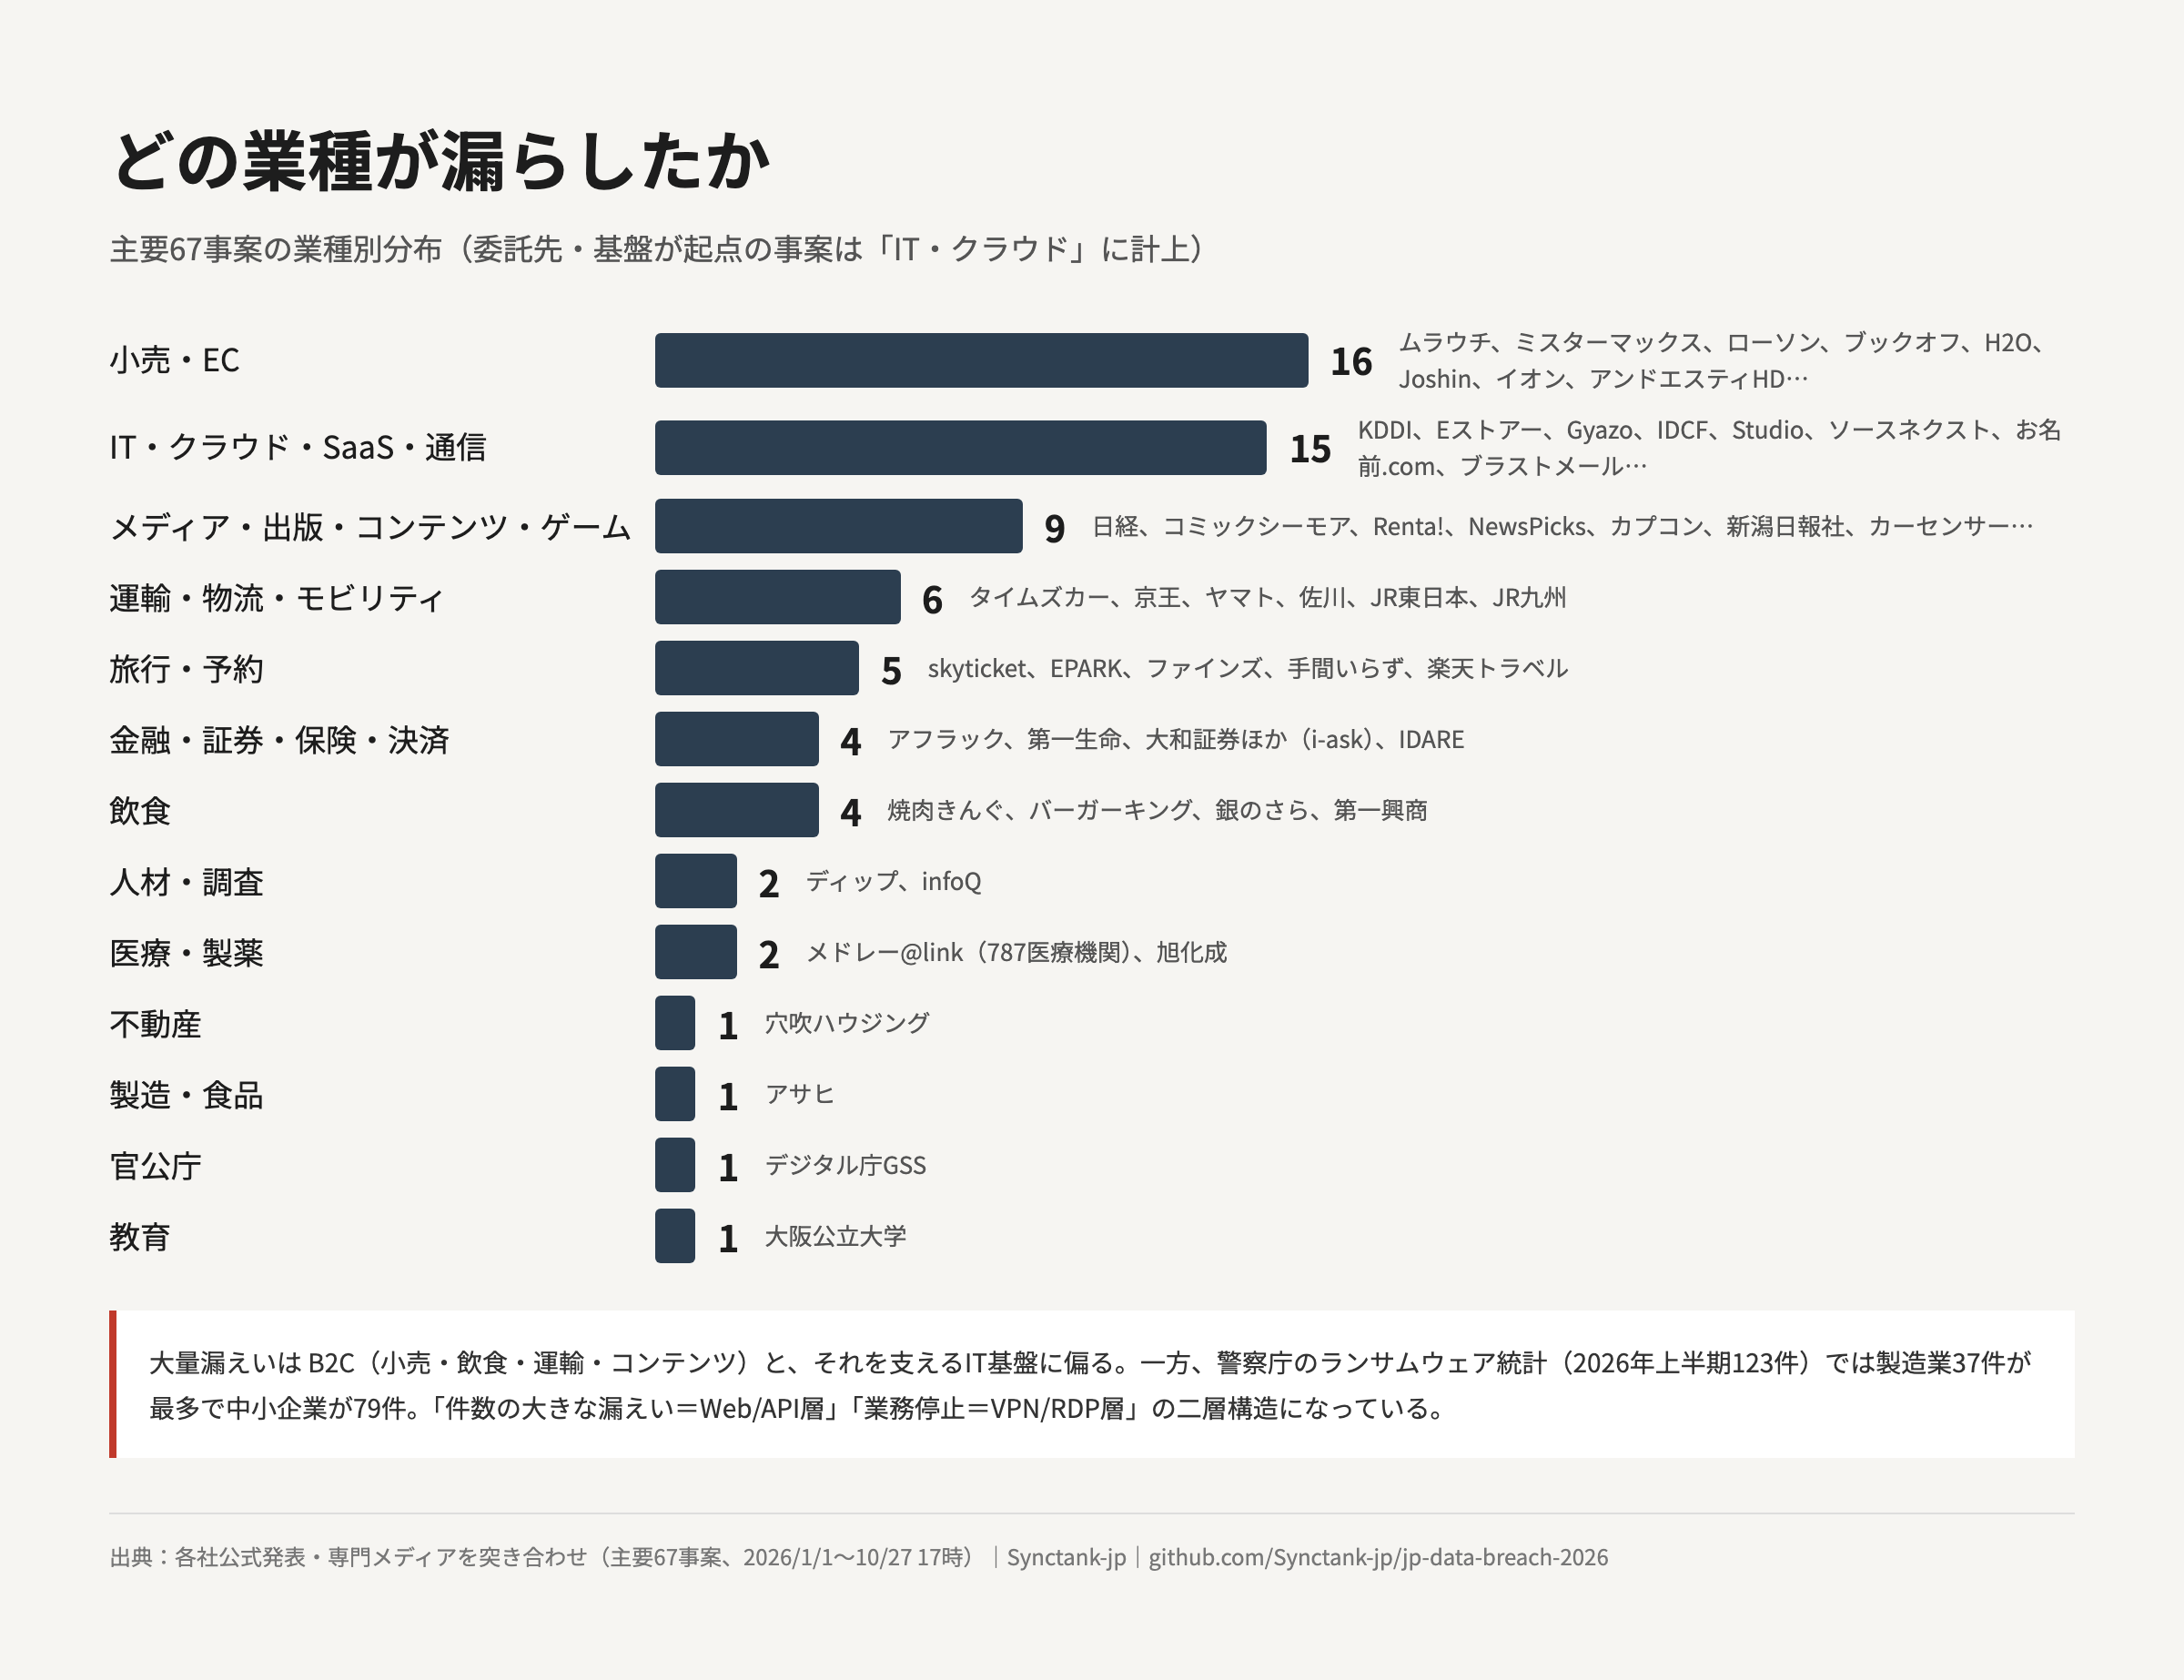 どの業種が漏らしたか
主要67事案の業種別分布（委託先・基盤が起点の事案は「IT・クラウド」に計上）
小売・EC
16
ムラウチ、ミスターマックス、ローソン、ブックオフ、H2O、
Joshin、イオン、アンドエスティHD…
IT・クラウド・SaaS・通信
15
KDDI、Eストアー、Gyazo、IDCF、Studio、ソースネクスト、お名
前.com、ブラストメール…
メディア・出版・コンテンツ・ゲーム
9
日経、コミックシーモア、Renta!、NewsPicks、カプコン、新潟日報社、カーセンサー…
運輸・物流・モビリティ
6
タイムズカー、京王、ヤマト、佐川、JR東日本、JR九州
旅行・予約
5
skyticket、EPARK、ファインズ、手間いらず、楽天トラベル
金融・証券・保険・決済
4
アフラック、第一生命、大和証券ほか（i-ask）、IDARE
飲食
4
焼肉きんぐ、バーガーキング、銀のさら、第一興商
人材・調査
2
ディップ、infoQ
医療・製薬
2
メドレー@link（787医療機関）、旭化成
不動産
1
穴吹ハウジング
製造・食品
1
アサヒ
官公庁
1
デジタル庁GSS
教育
1
大阪公立大学
大量漏えいは B2C（小売・飲食・運輸・コンテンツ）と、それを支えるIT基盤に偏る。一方、警察庁のランサムウェア統計（2026年上半期123件）では製造業37件が
最多で中小企業が79件。「件数の大きな漏えい＝Web/API層」「業務停止＝VPN/RDP層」の二層構造になっている。
出典：各社公式発表・専門メディアを突き合わせ（主要67事案、2026/1/1〜10/27 17時）｜Synctank-jp｜github.com/Synctank-jp/jp-data-breach-2026